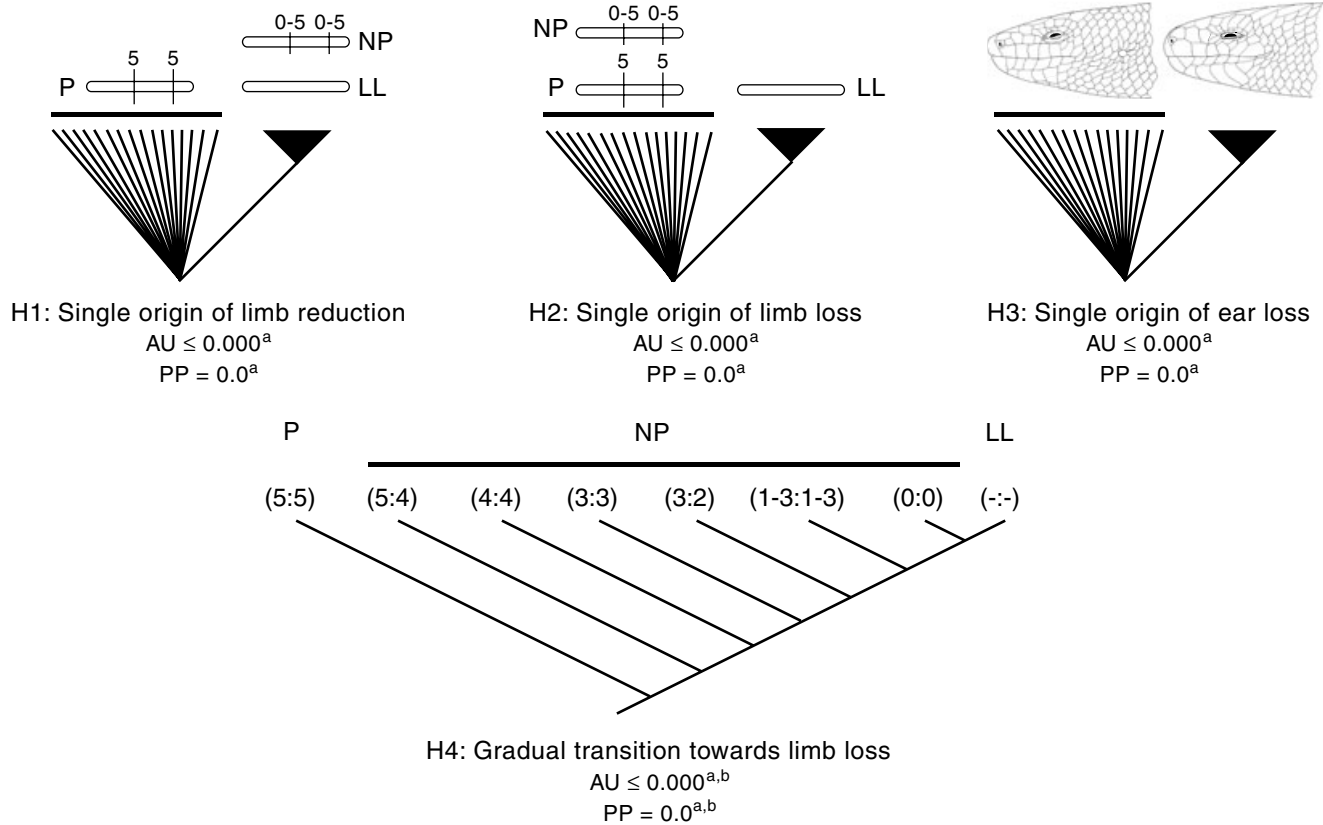 0-5 0-5
NP
5 5
P
LL
0-5 0-5
NP
5 5
P
LL
H1: Single origin of limb reduction
AU ≤ 0.000a
PP = 0.0a
H2: Single origin of limb loss
AU ≤ 0.000a
PP = 0.0a
H3: Single origin of ear loss
AU ≤ 0.000a
PP = 0.0a
P NP LL
(5:5) (5:4) (4:4) (3:3) (3:2) (1-3:1-3) (0:0) (-:-)
H4: Gradual transition towards limb loss
AU ≤ 0.000a,b
PP = 0.0a,b